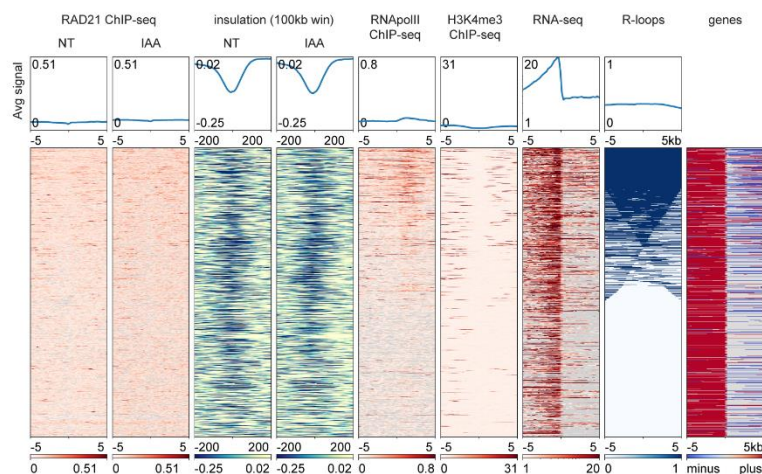 RAD21 ChIP-seq insulation (100kb win) RNApolII ChIP-seq H3K4me3 ChIP-seq RNA-seq R-loops genes
NT IAA NT IAA
Avg signal
0.51 0.51 0.02 0.02 0.8 31 20 1
0 0 -0.25 -0.25 0 0 1 0
-5 5 -5 5 -200 200 -200 200 -5 5 -5 5 -5 5 -5 5kb
-5 5 -5 5 -200 200 -200 200 -5 5 -5 5 -5 5 -5 5 -5 5kb
0 0.51 0 0.51 -0.25 0.02 -0.25 0.02 0 0.8 0 31 1 20 0 1 minus plus